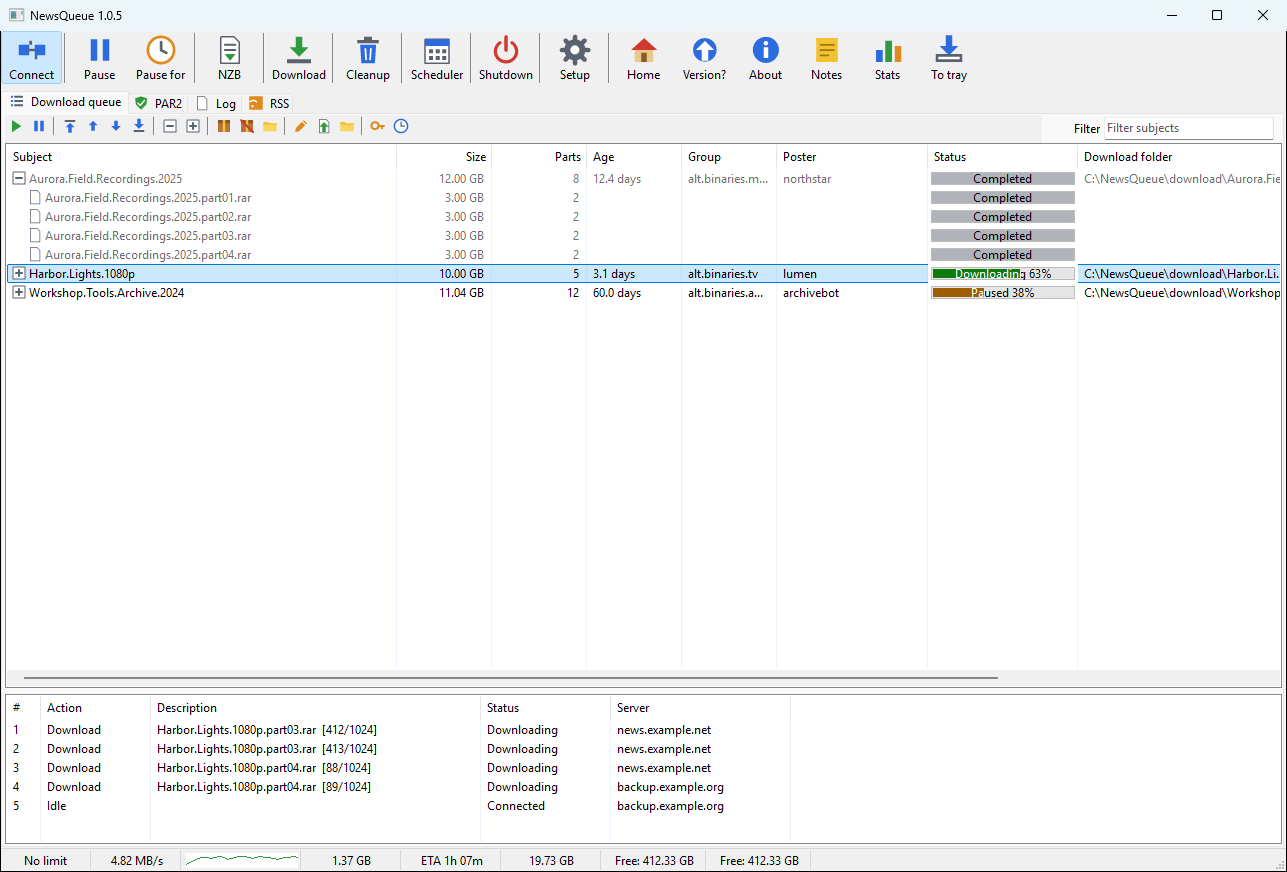 NewsQueue 1.0.5
Connect Pause Pause for NZB Download Cleanup Scheduler Shutdown Setup Home Version? About Notes Stats To tray
Download queue PAR2 Log RSS
Filter Filter subjects
Subject Size Parts Age Group Poster Status Download folder
Aurora.Field.Recordings.2025 12.00 GB 8 12.4 days alt.binaries.m... northstar Completed C:\NewsQueue\download\Aurora.Fie
Aurora.Field.Recordings.2025.part01.rar 3.00 GB 2 Completed
Aurora.Field.Recordings.2025.part02.rar 3.00 GB 2 Completed
Aurora.Field.Recordings.2025.part03.rar 3.00 GB 2 Completed
Aurora.Field.Recordings.2025.part04.rar 3.00 GB 2 Completed
Harbor.Lights.1080p 10.00 GB 5 3.1 days alt.binaries.tv lumen Downloading 63% C:\NewsQueue\download\Harbor.Li...
Workshop.Tools.Archive.2024 11.04 GB 12 60.0 days alt.binaries.a... archivebot Paused 38% C:\NewsQueue\download\Workshop
# Action Description Status Server
1 Download Harbor.Lights.1080p.part03.rar [412/1024] Downloading news.example.net
2 Download Harbor.Lights.1080p.part03.rar [413/1024] Downloading news.example.net
3 Download Harbor.Lights.1080p.part04.rar [88/1024] Downloading news.example.net
4 Download Harbor.Lights.1080p.part04.rar [89/1024] Downloading backup.example.org
5 Idle Connected backup.example.org
No limit 4.82 MB/s 1.37 GB ETA 1h 07m 19.73 GB Free: 412.33 GB Free: 412.33 GB